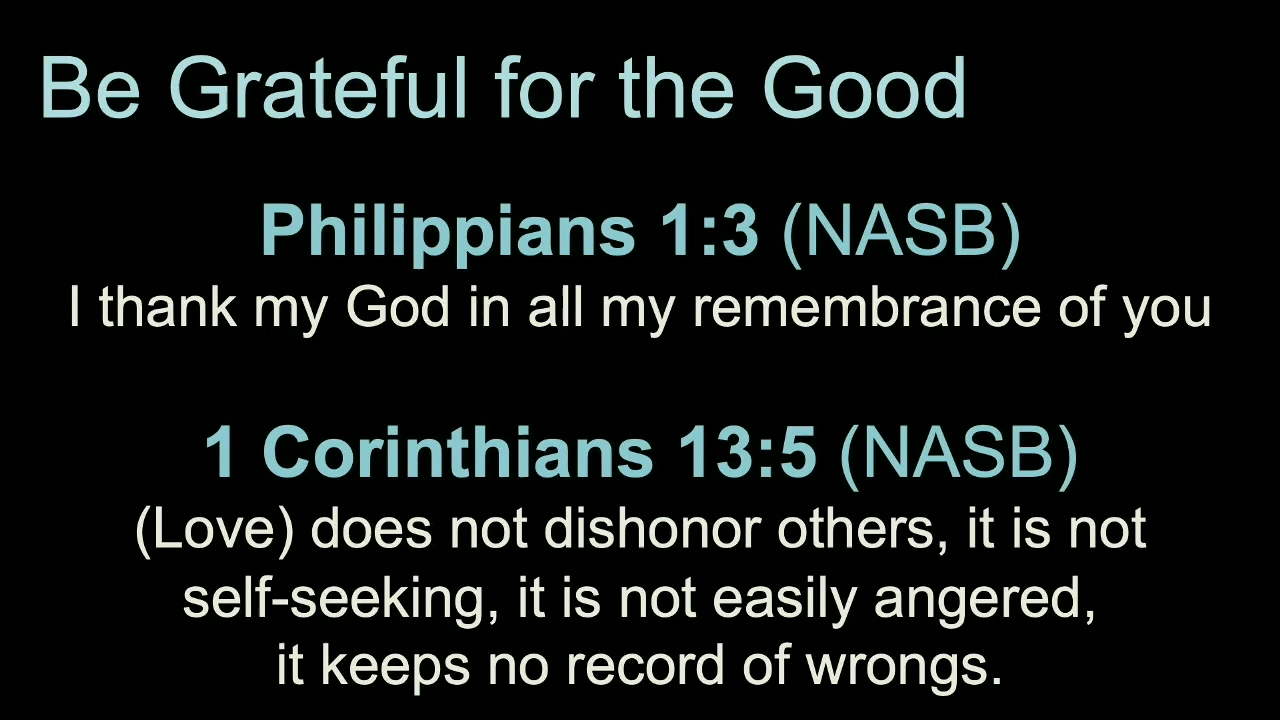 Be Grateful for the Good
Philippians 1:3 (NASB)
I thank my God in all my remembrance of you
1 Corinthians 13:5 (NASB)
(Love) does not dishonor others, it is not
self-seeking, it is not easily angered,
it keeps no record of wrongs.